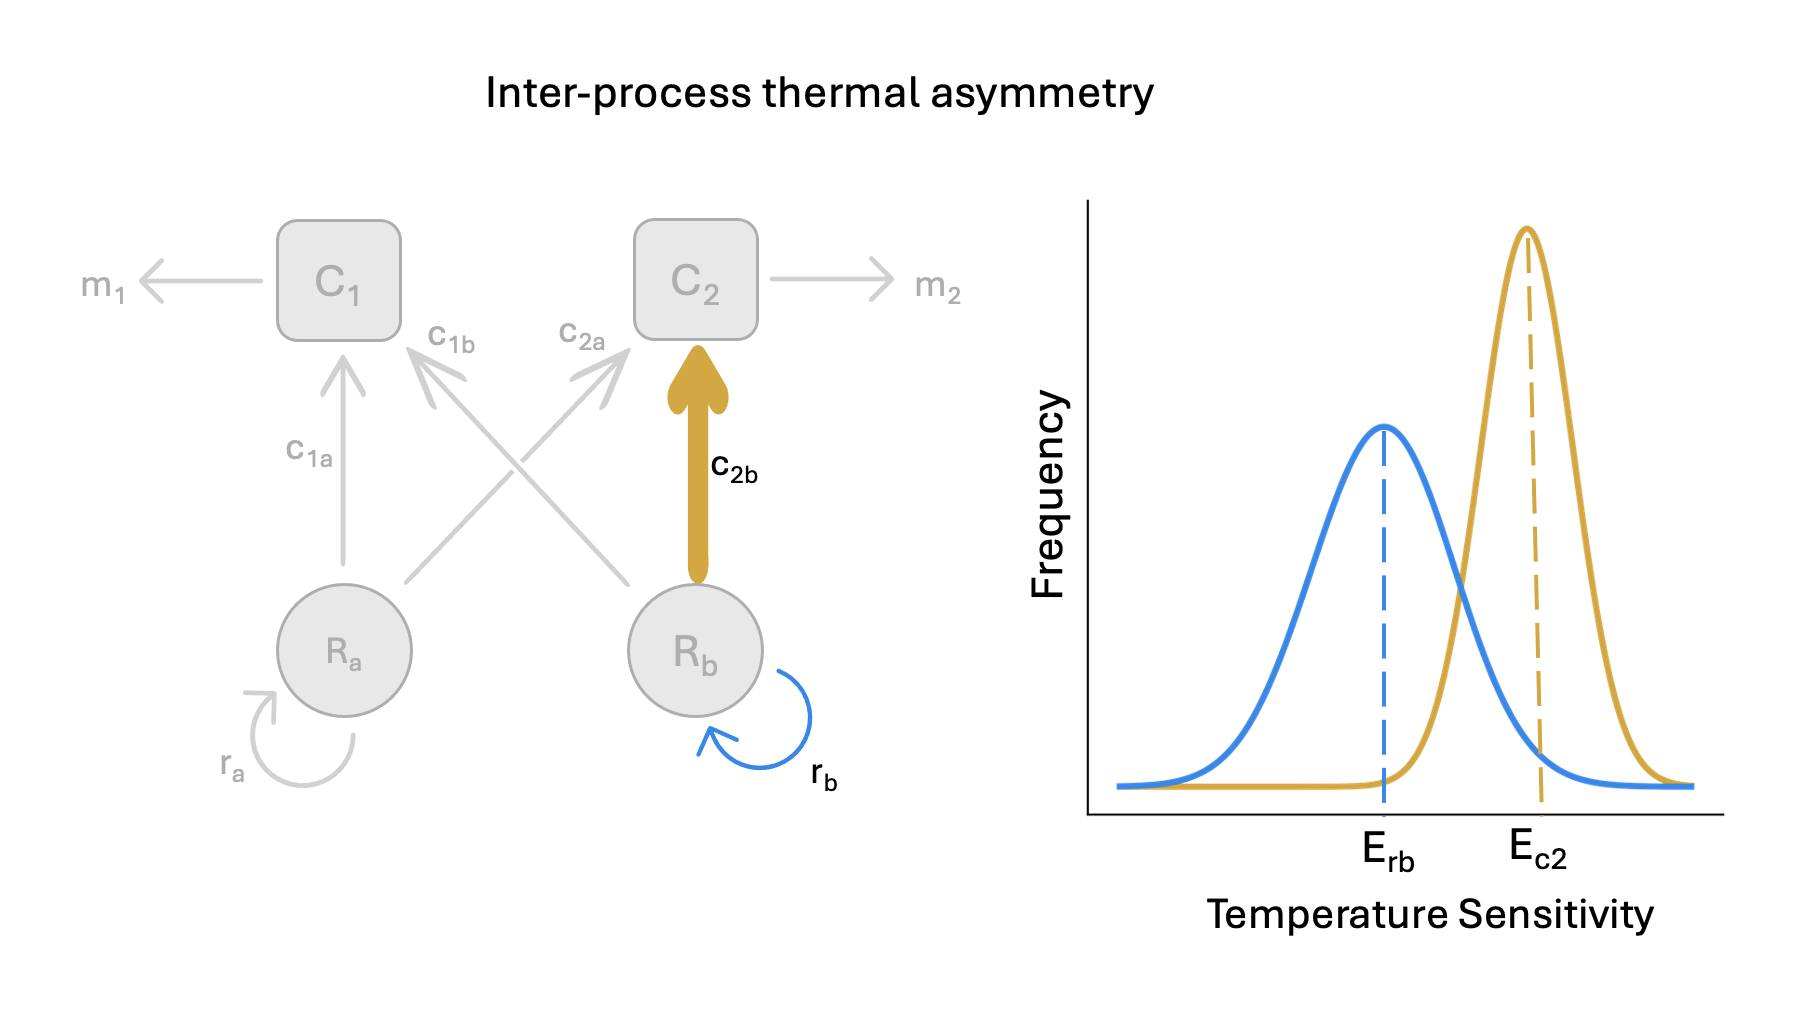 Inter-process thermal asymmetry
m1
C1
C2
m2
c1b
c2a
c1a
c2b
Ra
Rb
ra
rb
Frequency
Erb
Ec2
Temperature Sensitivity